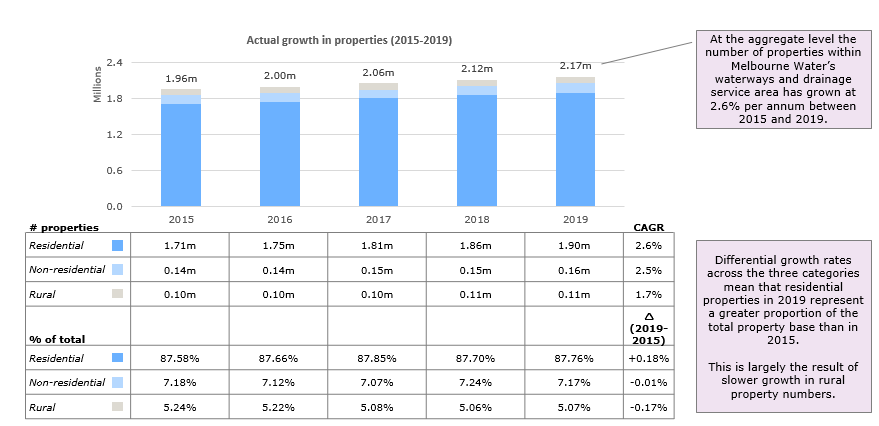 Actual growth in properties (2015-2019)
Millions
2.4
1.8
1.2
0.6
0.0
1.96m
2.00m
2.06m
2.12m
2.17m
2015 2016 2017 2018 2019
At the aggregate level the
number of properties within
Melbourne Water's
waterways and drainage
service area has grown at
2.6% per annum between
2015 and 2019.
# properties CAGR
Residential 1.71m 1.75m 1.81m 1.86m 1.90m 2.6%
Non-residential 0.14m 0.14m 0.15m 0.15m 0.16m 2.5%
Rural 0.10m 0.10m 0.10m 0.11m 0.11m 1.7%
% of total Δ
(2019-
2015)
Residential 87.58% 87.66% 87.85% 87.70% 87.76% +0.18%
Non-residential 7.18% 7.12% 7.07% 7.24% 7.17% -0.01%
Rural 5.24% 5.22% 5.08% 5.06% 5.07% -0.17%
Differential growth rates
across the three categories
mean that residential
properties in 2019 represent
a greater proportion of the
total property base than in
2015.
This is largely the result of
slower growth in rural
property numbers.